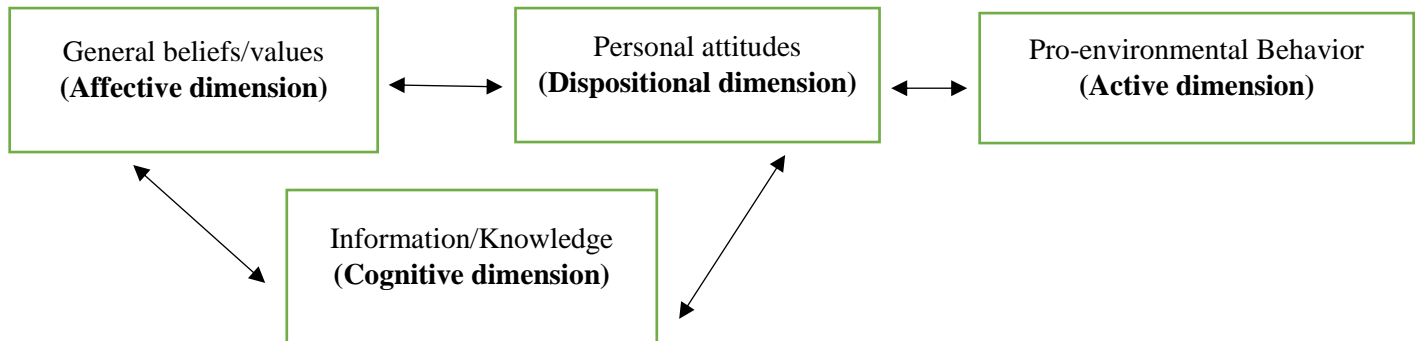 General beliefs/values
(Affective dimension)
Personal attitudes
(Dispositional dimension)
Pro-environmental Behavior
(Active dimension)
Information/Knowledge
(Cognitive dimension)